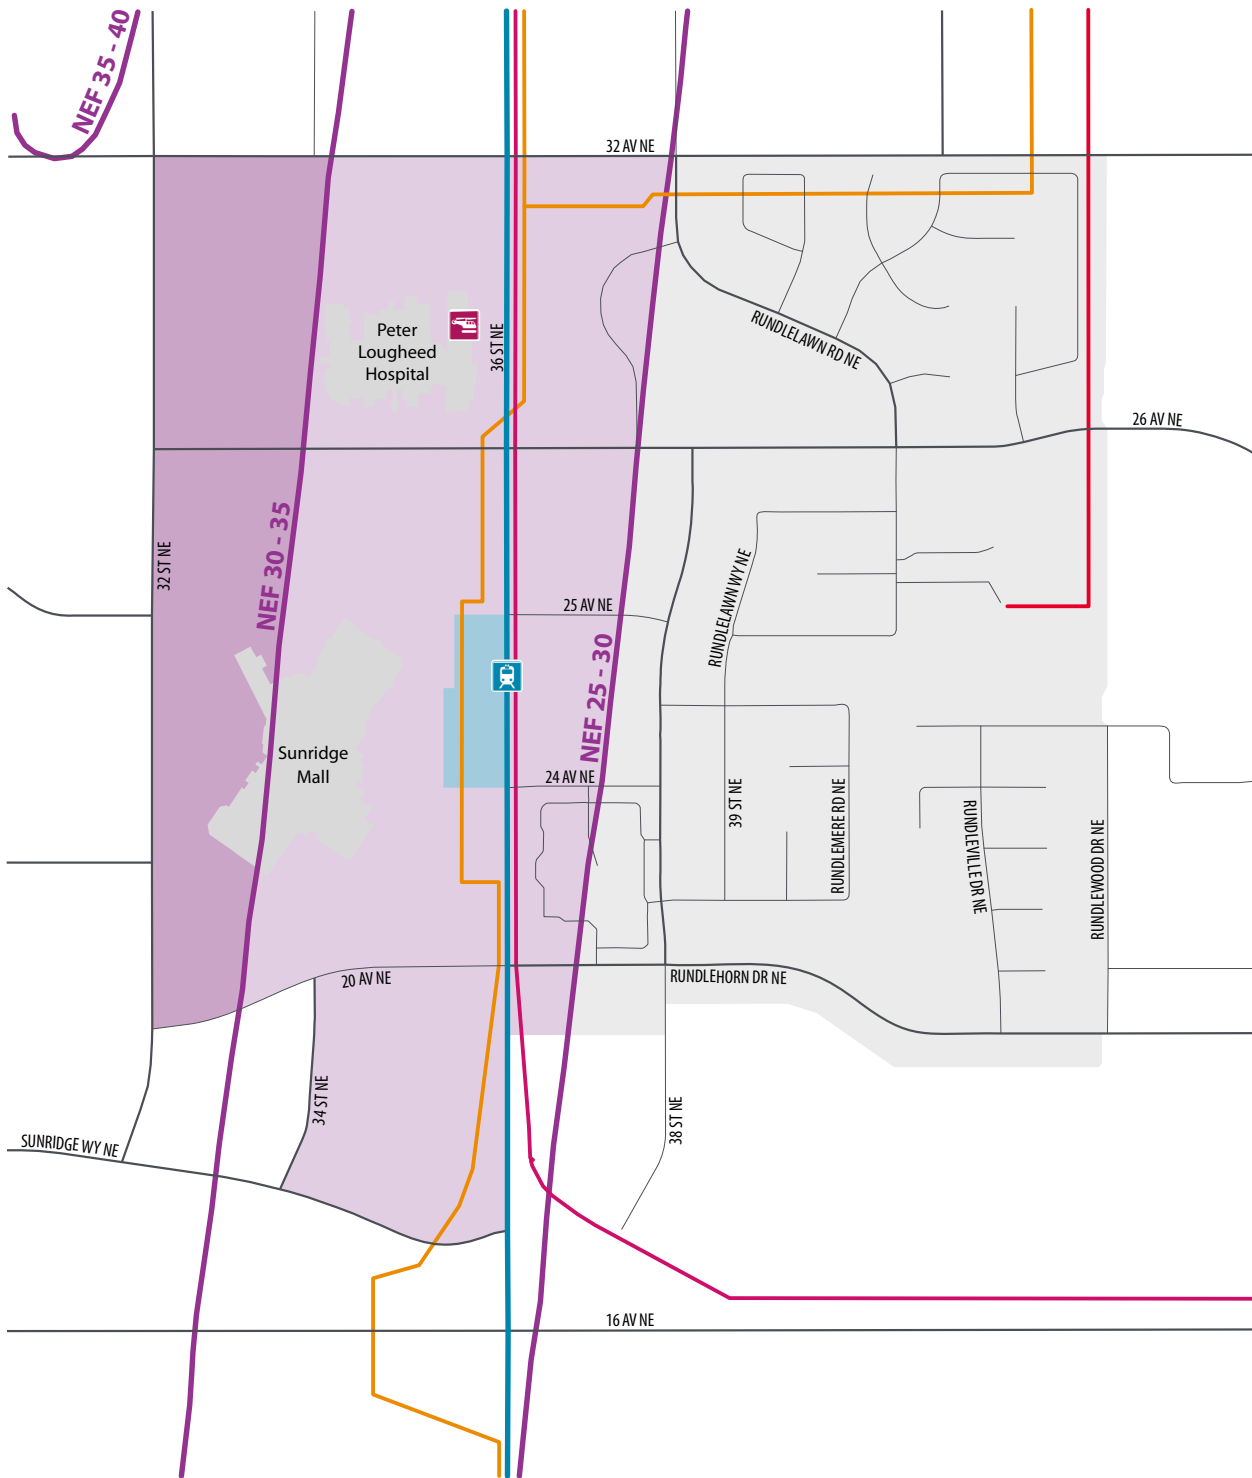 NEF 35 - 40
32 AV NE
Peter
Lougheed
Hospital
36 ST NE
RUNDLELAWN RD NE
26 AV NE
NEF 30 - 35
32 ST NE
25 AV NE
RUNDLELAWN WY NE
NEF 25 - 30
Sunridge
Mall
24 AV NE
39 ST NE
RUNDLEMERE RD NE
RUNDLEVILLE DR NE
RUNDLEWOOD DR NE
20 AV NE
RUNDLEHORN DR NE
34 ST NE
38 ST NE
SUNRIDGE WY NE
16 AV NE